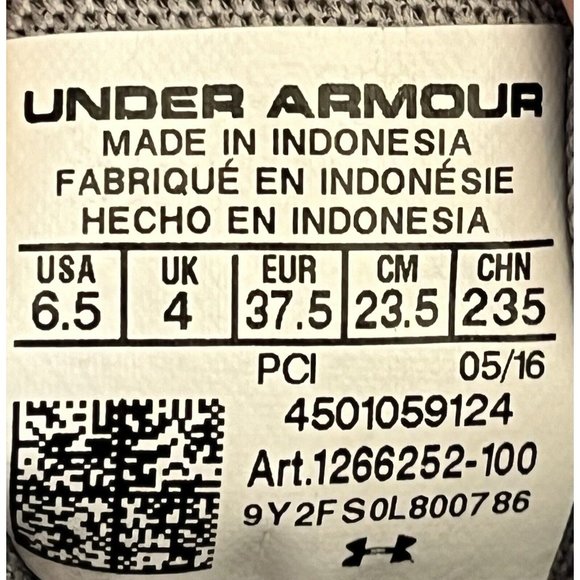 UNDER ARMOUR
MADE IN INDONESIA
FABRIQUÉ EN INDONÉSIE
HECHO EN INDONESIA
USA UK EUR CM CHN
6.5 4 37.5 23.5 235
PCI 05/16
4501059124
Art.1266252-100
9Y2FS0L800786